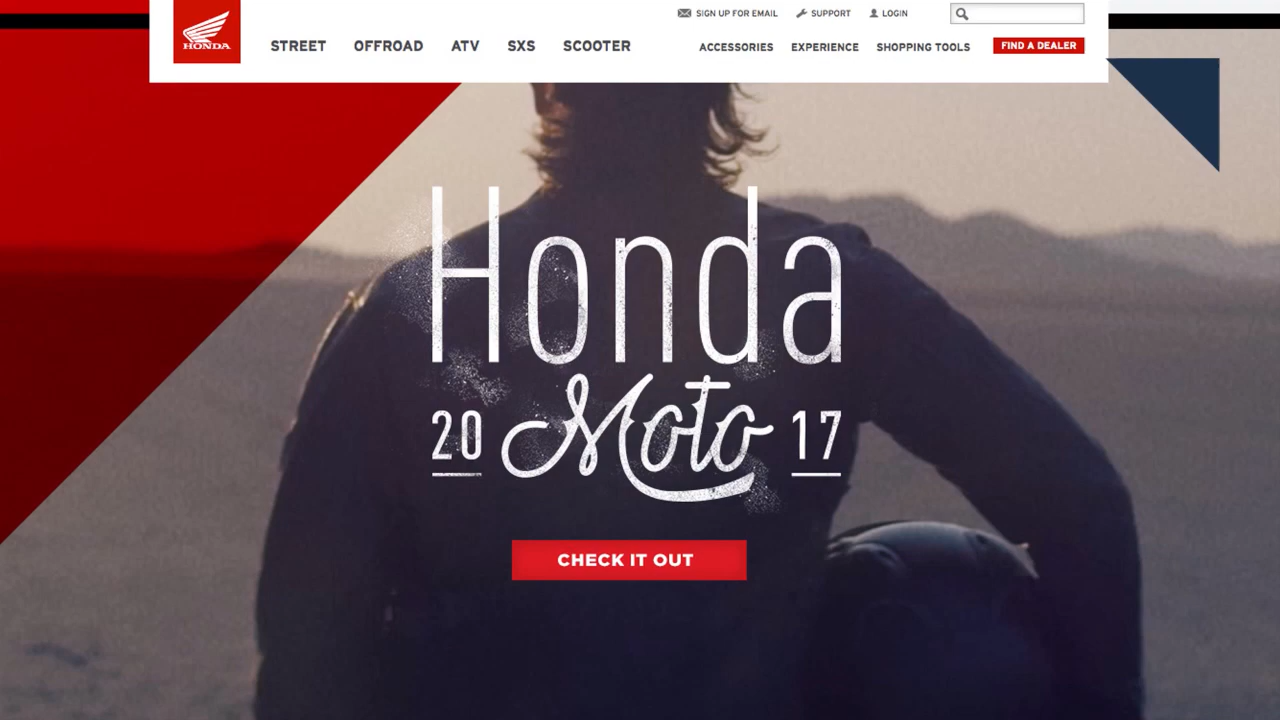 SIGN UP FOR EMAIL SUPPORT LOGIN
HONDA
STREET OFFROAD ATV SXS SCOOTER
ACCESSORIES EXPERIENCE SHOPPING TOOLS FIND A DEALER
Honda
20 Moto 17
CHECK IT OUT